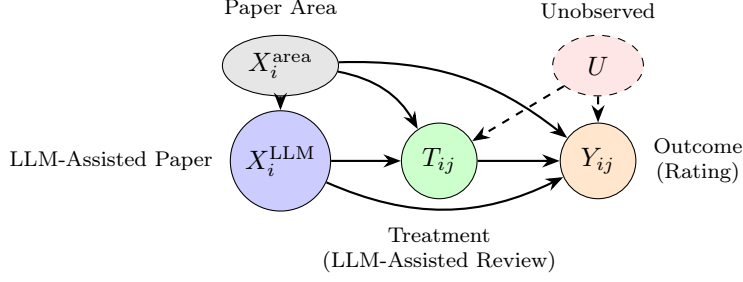 Paper Area
Unobserved
X_i^area
U
LLM-Assisted Paper
X_i^LLM
T_ij
Y_ij
Outcome
(Rating)
Treatment
(LLM-Assisted Review)